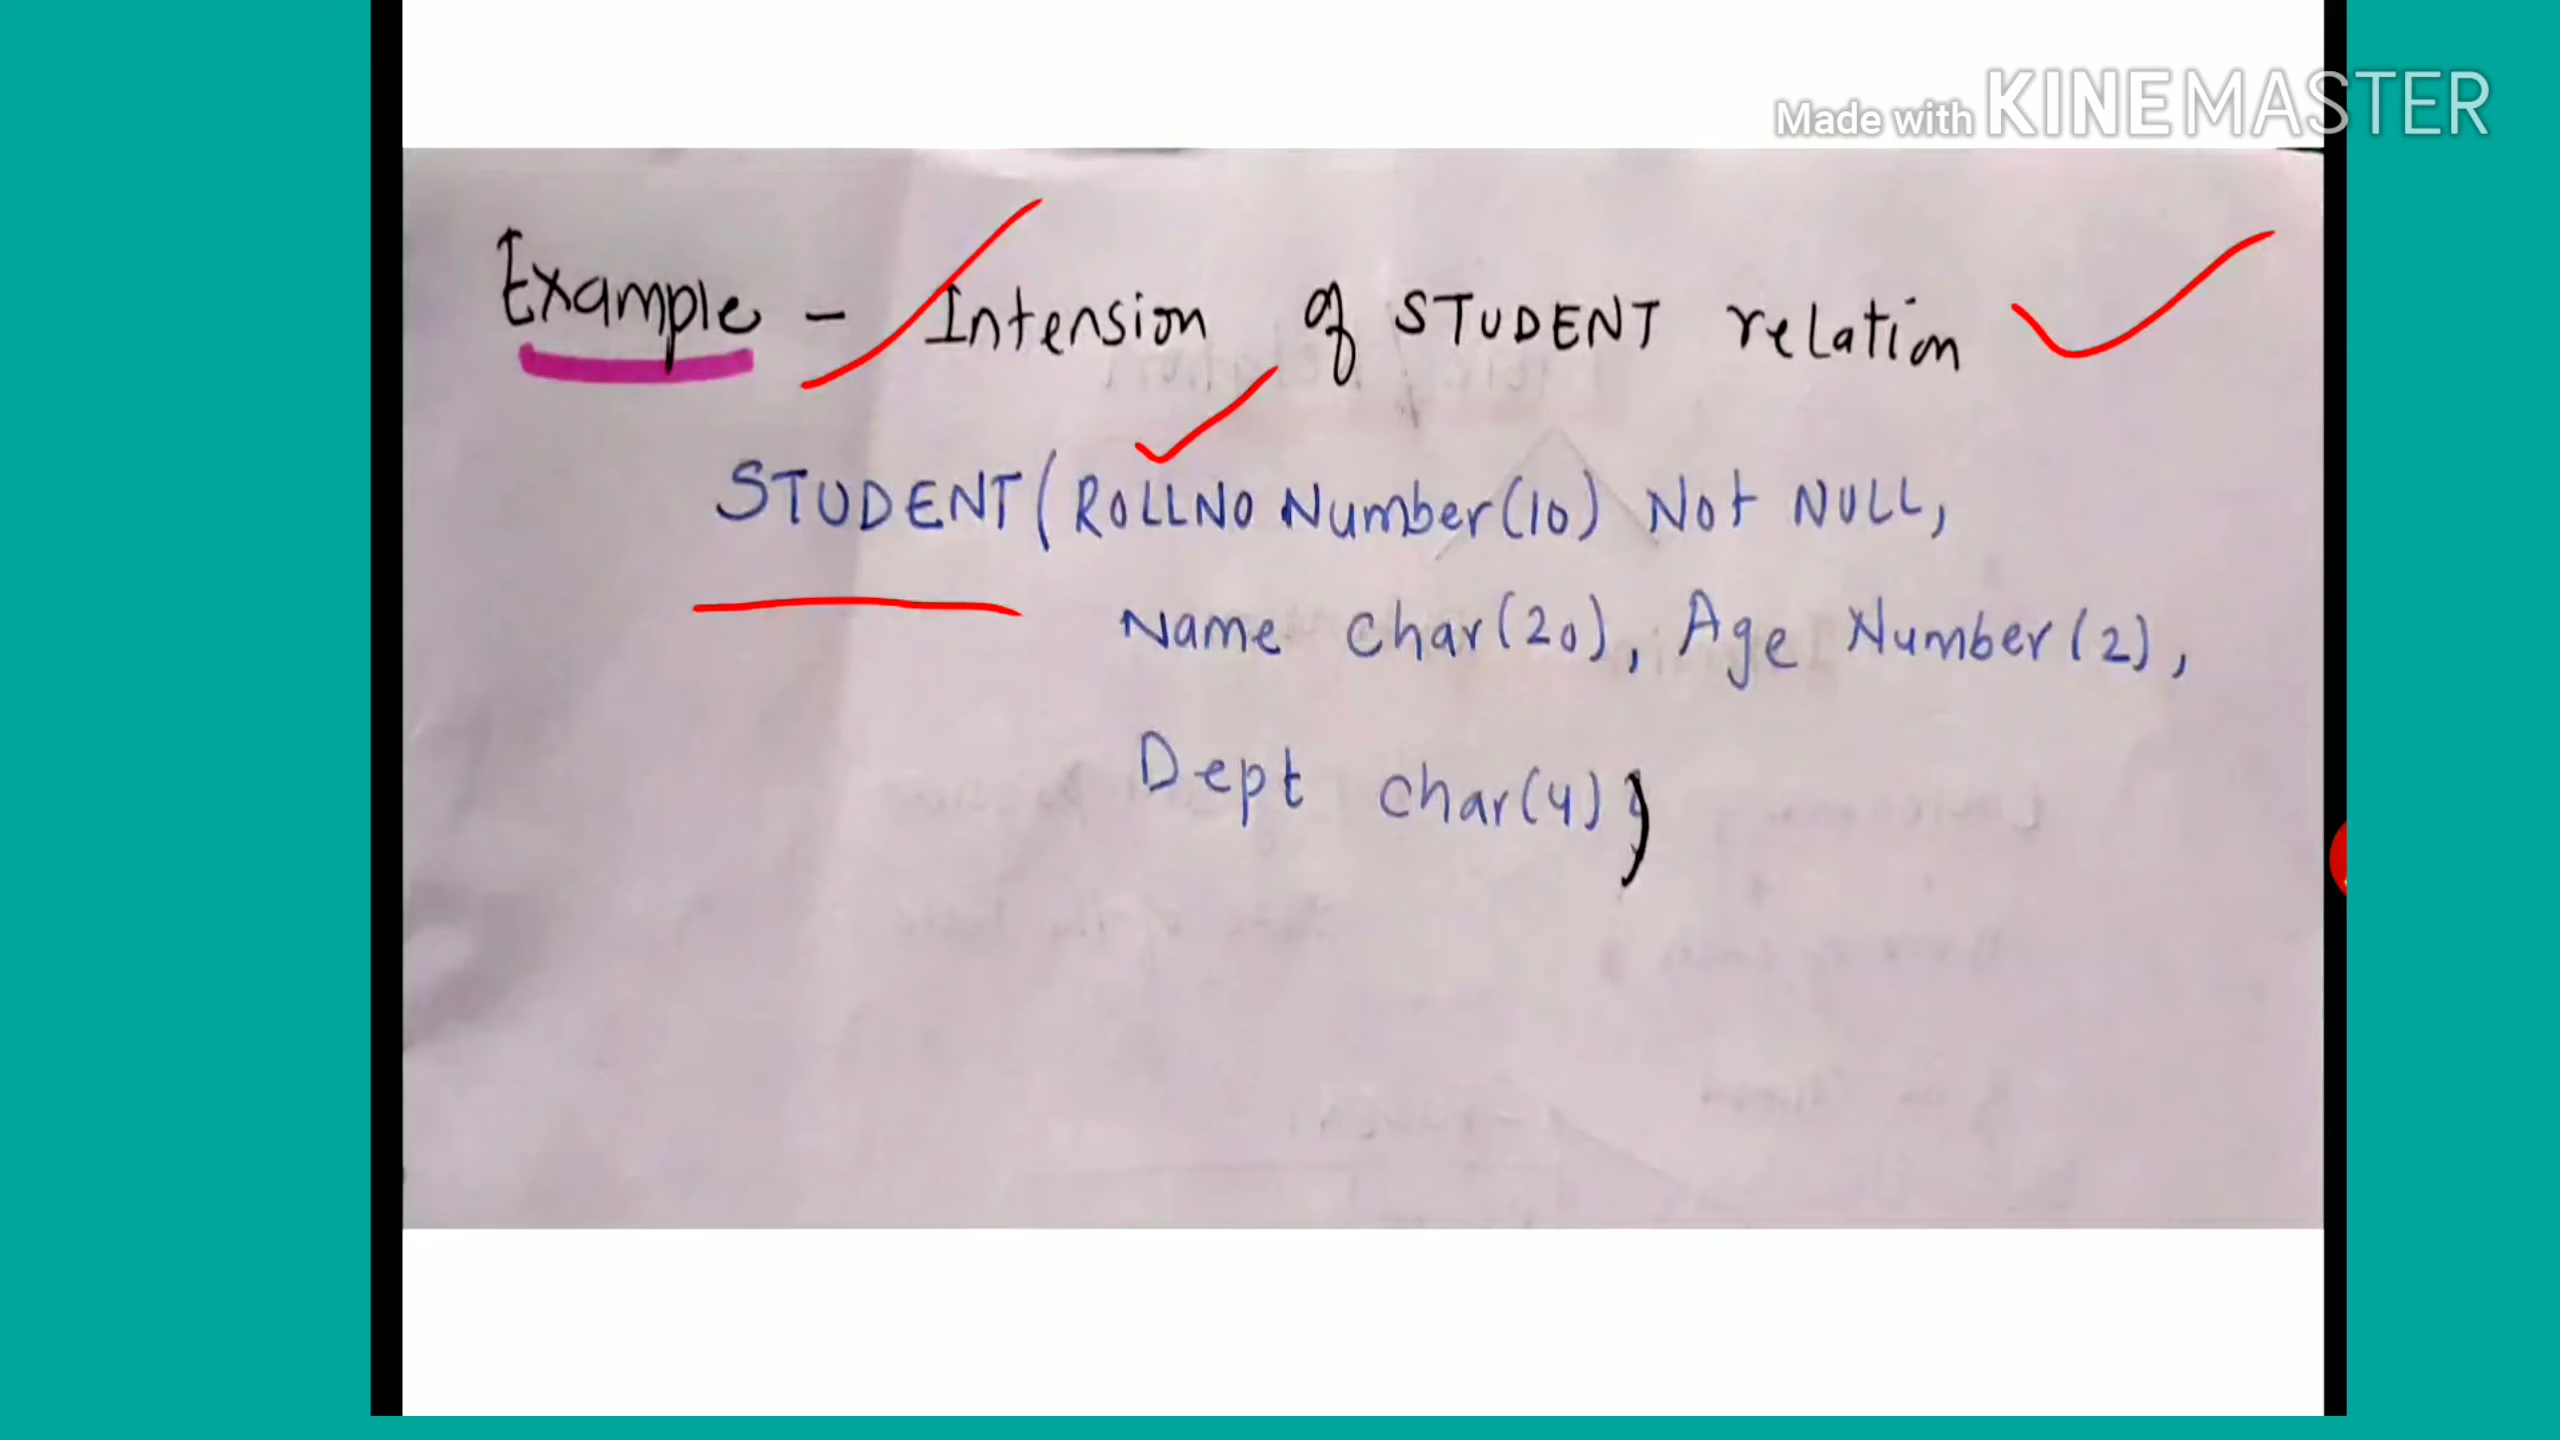 Made with KINEMASTER
Example - Intension of STUDENT relation
STUDENT(ROLLNO Number(10) Not NULL,
Name char(20), Age Number(2),
Dept char(4))